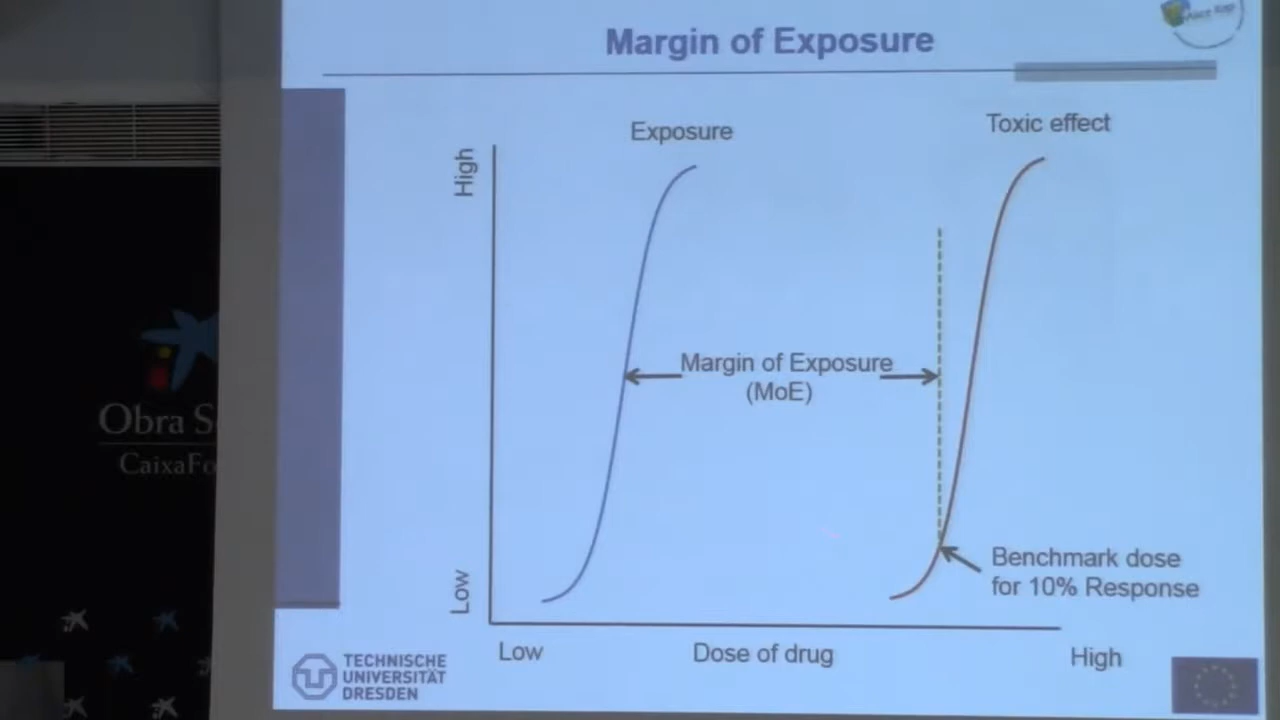 Margin of Exposure
Exposure
Toxic effect
High
Margin of Exposure
(MoE)
Benchmark dose
for 10% Response
Low
Low
Dose of drug
High
TECHNISCHE
UNIVERSITÄT
DRESDEN
Obra